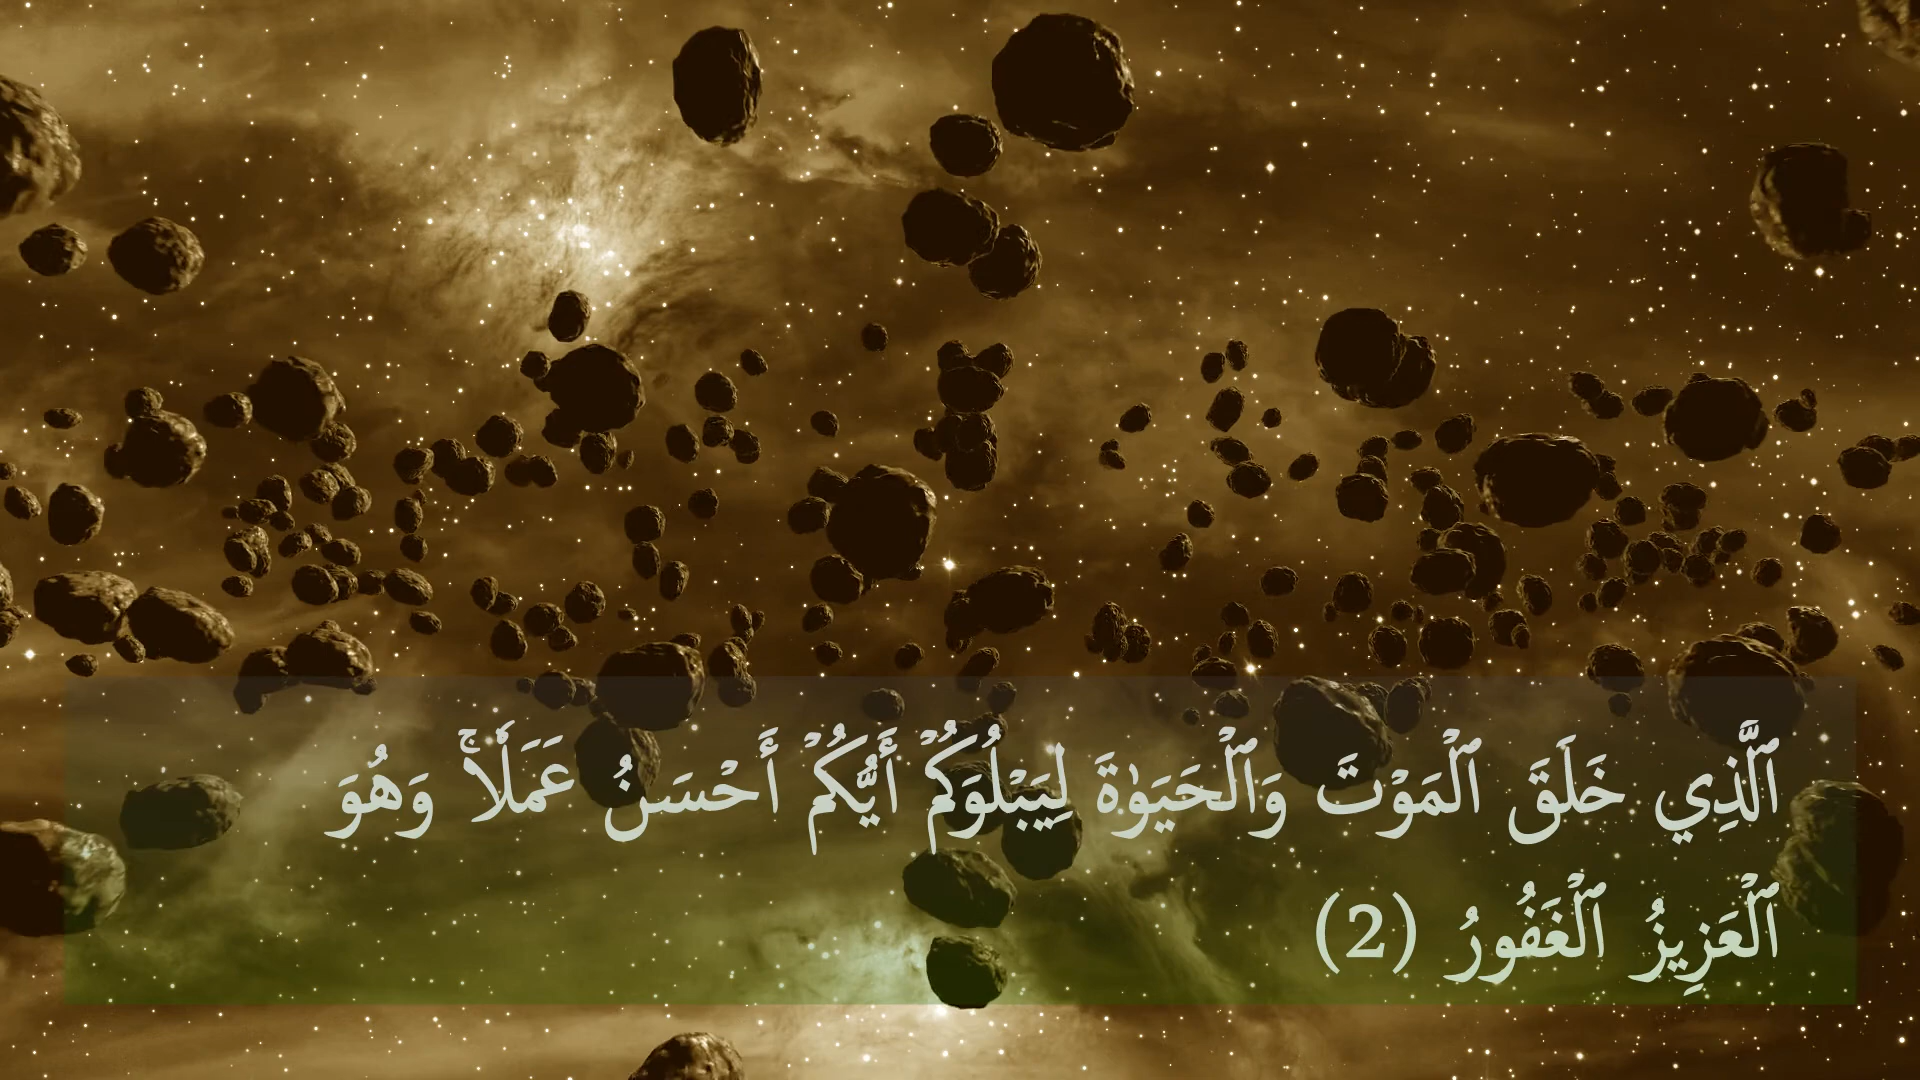 ٱلَّذِي خَلَقَ ٱلْمَوْتَ وَٱلْحَيَوٰةَ لِيَبْلُوَكُمْ أَيُّكُمْ أَحْسَنُ عَمَلًاۚ وَهُوَ
ٱلْعَزِيزُ ٱلْغَفُورُ (2)